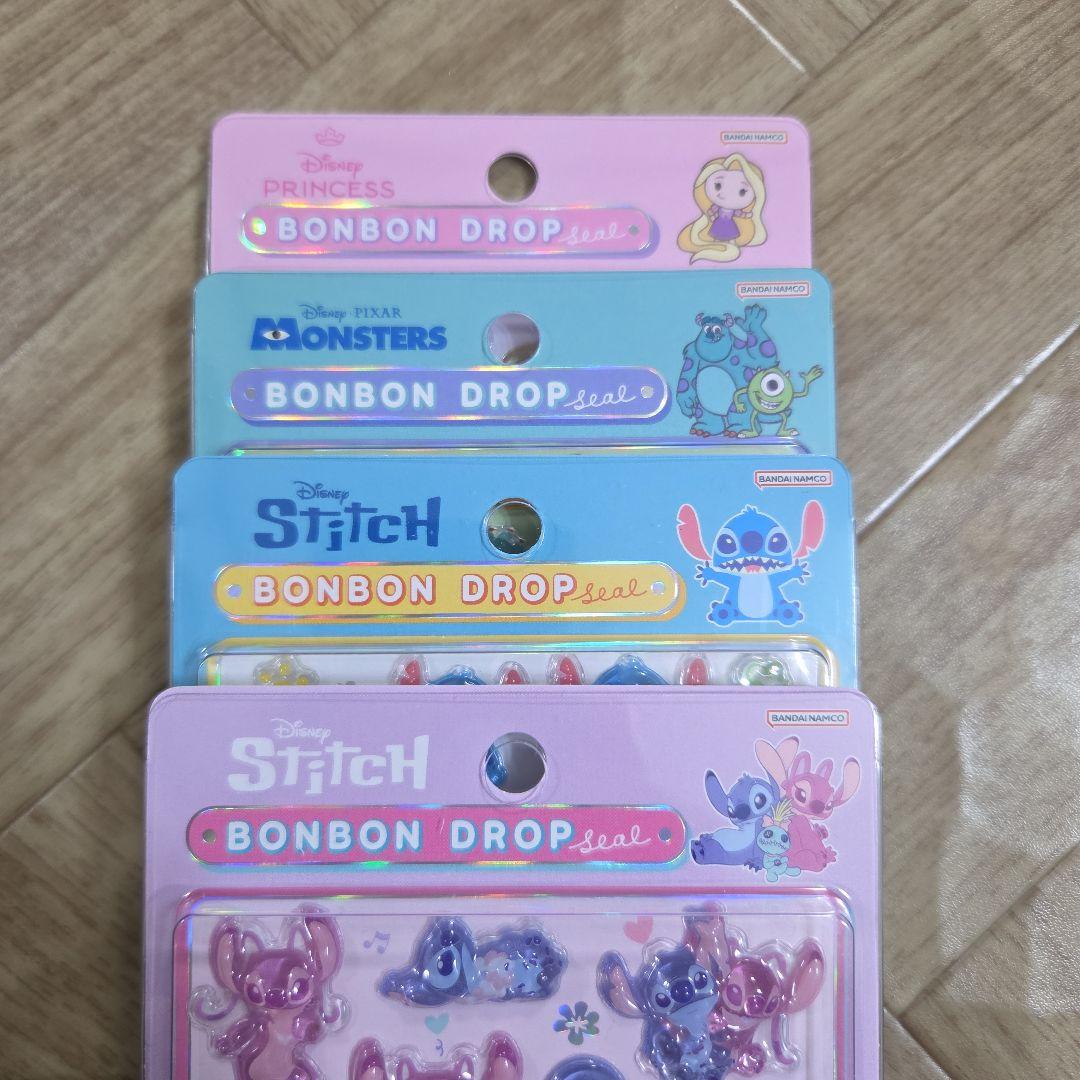 BANDAI NAMCO
Disney
PRINCESS
BONBON DROP seal
BANDAI NAMCO
Disney · PIXAR
MONSTERS
BONBON DROP seal
BANDAI NAMCO
Disney
Stitch
BONBON DROP seal
BANDAI NAMCO
Disney
Stitch
BONBON DROP seal